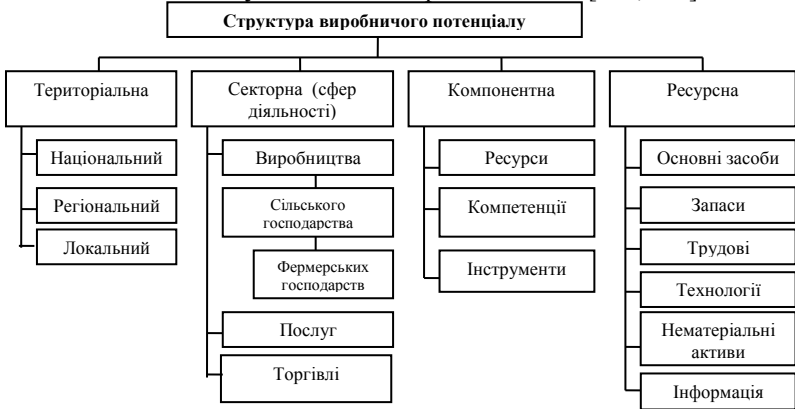 Структура виробничого потенціалу
Територіальна
Національний
Регіональний
Локальний
Секторна (сфер
діяльності)
Виробництва
Сільського
господарства
Фермерських
господарств
Послуг
Торгівлі
Компонентна
Ресурси
Компетенції
Інструменти
Ресурсна
Основні засоби
Запаси
Трудові
Технології
Нематеріальні
активи
Інформація